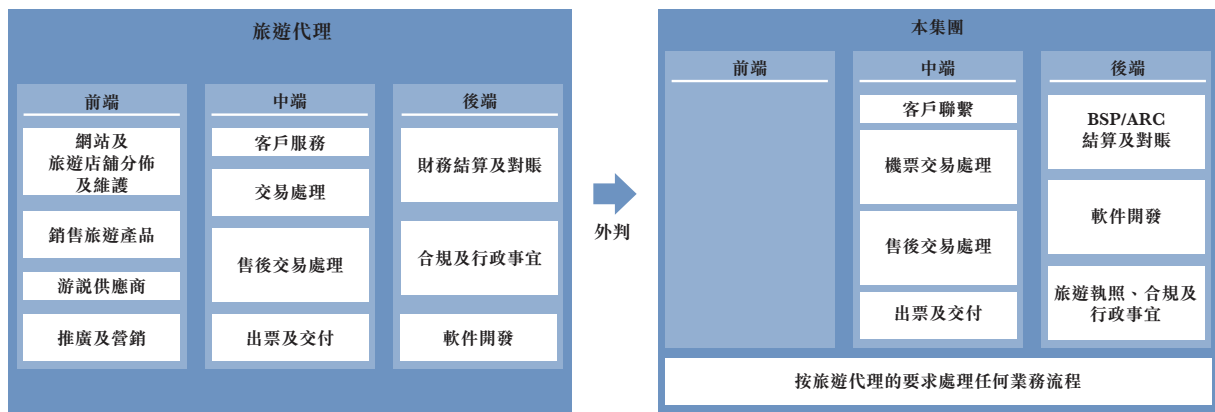 旅遊代理
前端
網站及
旅遊店舖分佈
及維護
銷售旅遊產品
游説供應商
推廣及營銷
中端
客戶服務
交易處理
售後交易處理
出票及交付
後端
財務結算及對賬
合規及行政事宜
軟件開發
外判
本集團
前端
中端
客戶聯繫
機票交易處理
售後交易處理
出票及交付
後端
BSP/ARC
結算及對賬
軟件開發
旅遊執照、合規及
行政事宜
按旅遊代理的要求處理任何業務流程